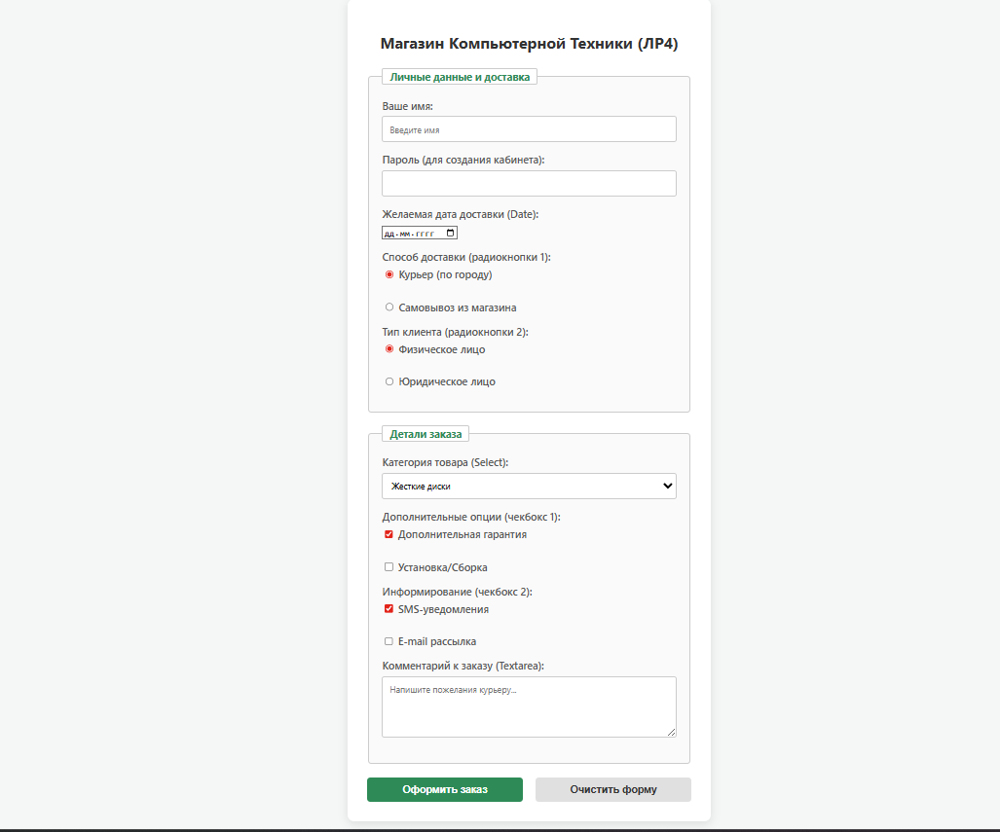 Магазин Компьютерной Техники (ЛР4)
Личные данные и доставка
Ваше имя:
Введите имя
Пароль (для создания кабинета):
Желаемая дата доставки (Date):
дд.мм.гггг
Способ доставки (радиокнопки 1):
Курьер (по городу)
Самовывоз из магазина
Тип клиента (радиокнопки 2):
Физическое лицо
Юридическое лицо
Детали заказа
Категория товара (Select):
Жесткие диски
Дополнительные опции (чекбокс 1):
Дополнительная гарантия
Установка/Сборка
Информирование (чекбокс 2):
SMS-уведомления
E-mail рассылка
Комментарий к заказу (Textarea):
Напишите пожелания курьеру...
Оформить заказ
Очистить форму